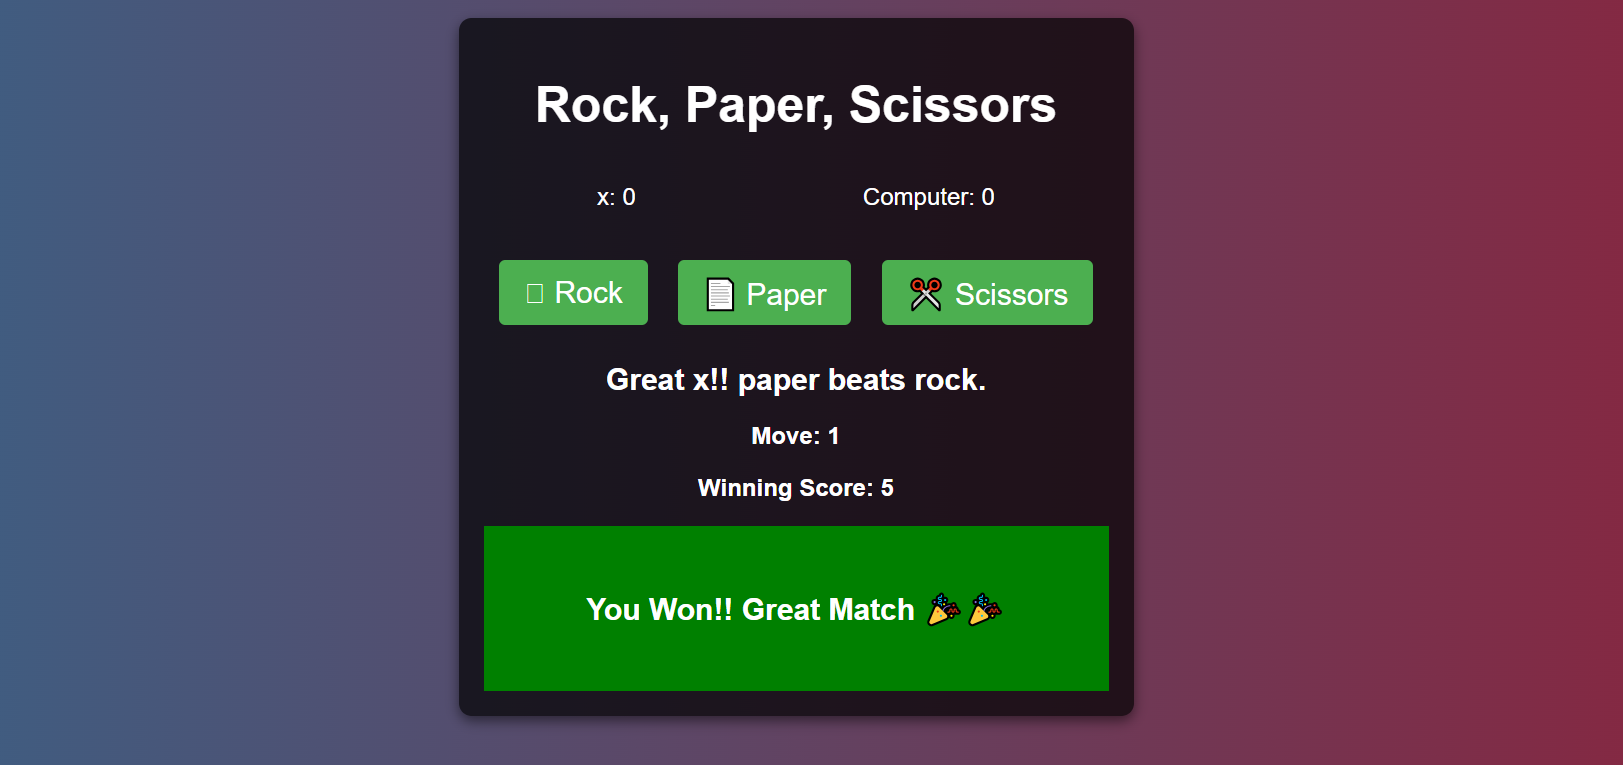 Rock, Paper, Scissors
x: 0 Computer: 0
Rock Paper Scissors
Great x!! paper beats rock.
Move: 1
Winning Score: 5
You Won!! Great Match 🎉 🎉